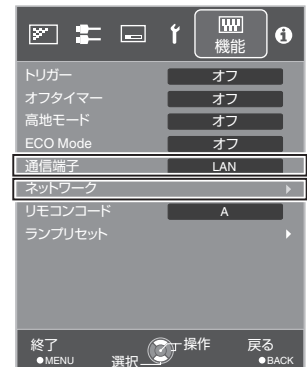 機能
トリガー オフ
オフタイマー オフ
高地モード オフ
ECO Mode オフ
通信端子 LAN
ネットワーク
リモコンコード A
ランプリセット
終了 操作 戻る
●MENU 選択 ●BACK